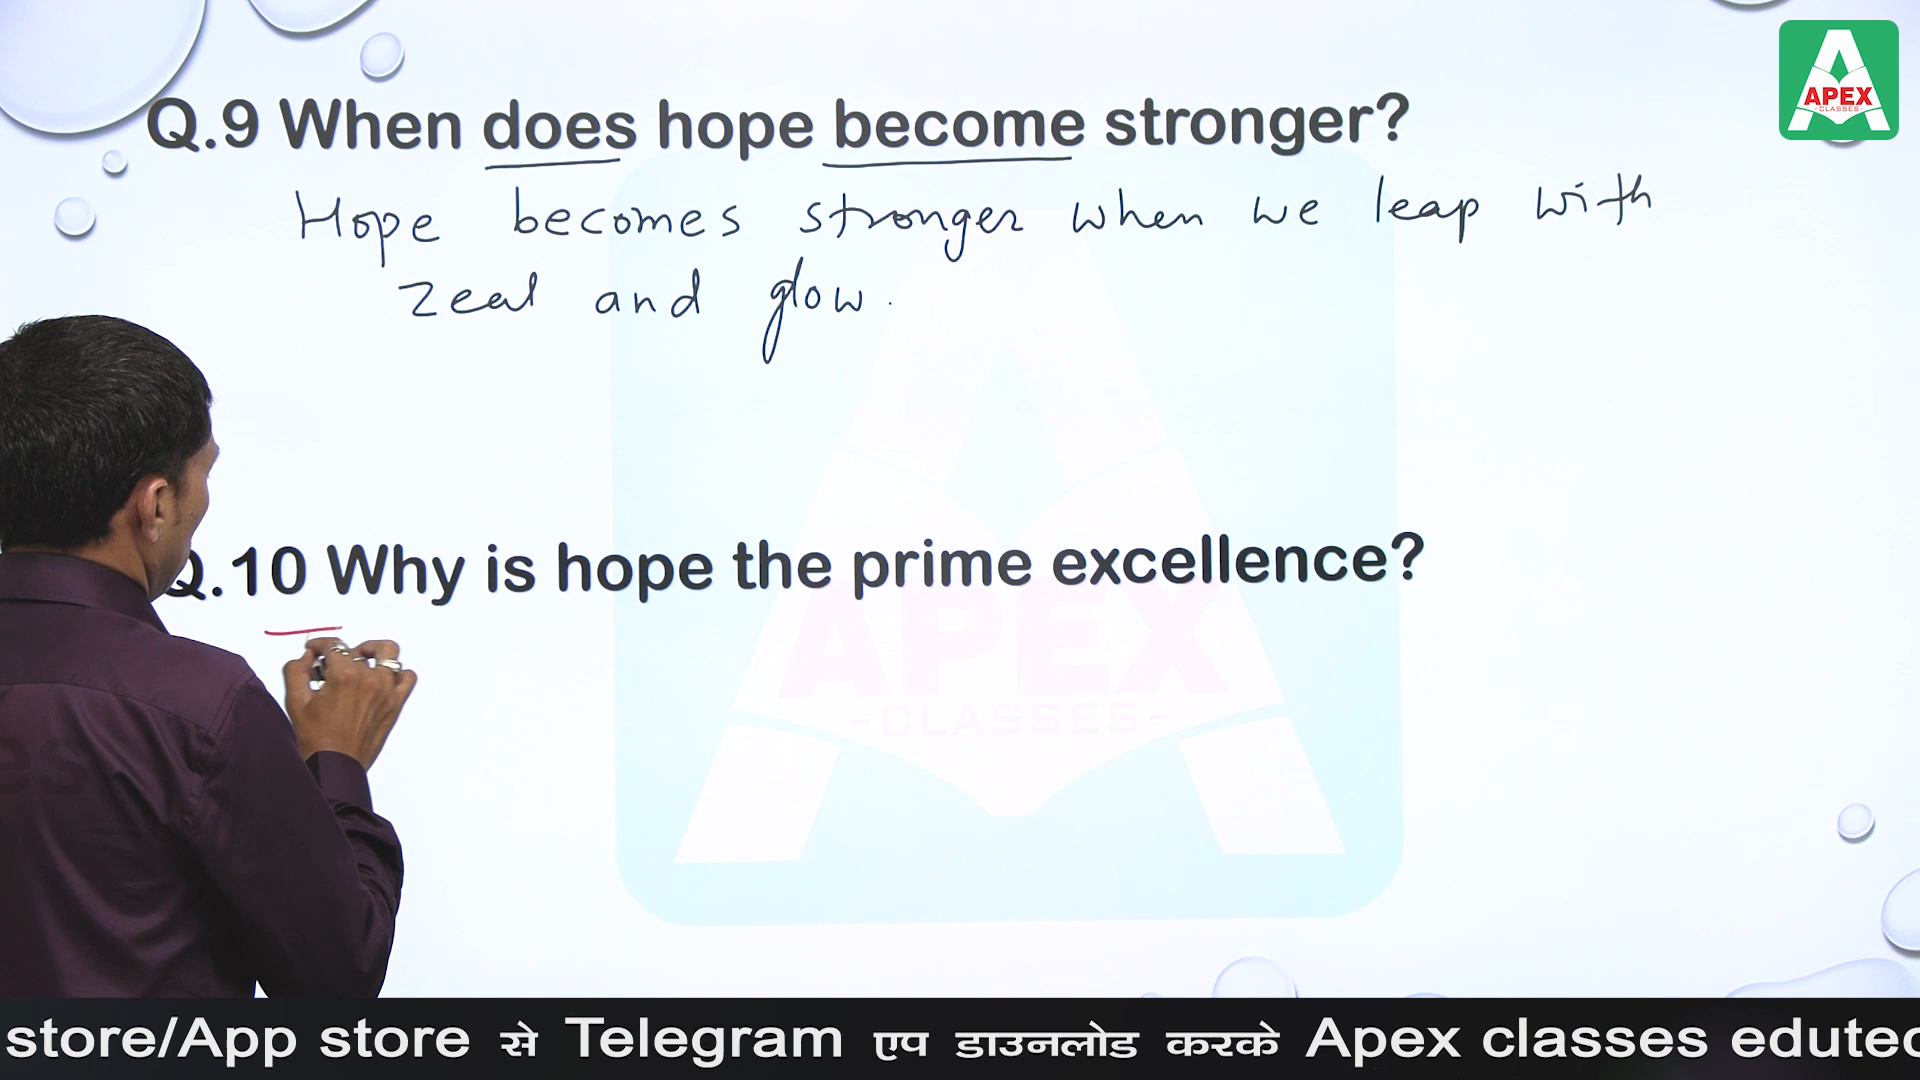 APEX
-CLASSES-
Q.9 When does hope become stronger?
Hope becomes stronger when we leap with
zeal and glow.
Q.10 Why is hope the prime excellence?
APEX
-CLASSES-
es
store/App store से Telegram एप डाउनलोड करके Apex classes edutec